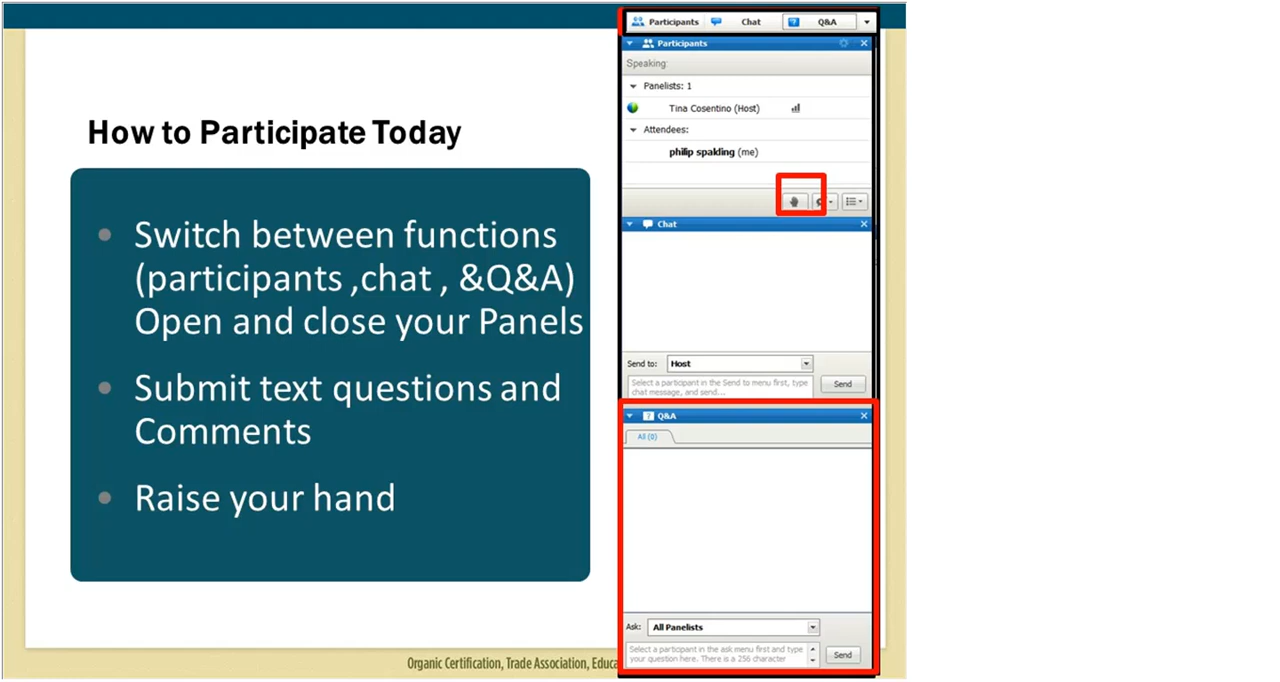 How to Participate Today
Switch between functions
(participants ,chat , &Q&A)
Open and close your Panels
Submit text questions and
Comments
Raise your hand
Organic Certification, Trade Association, Educa
Participants Chat Q&A
Participants
Speaking:
Panelists: 1
Tina Cosentino (Host)
Attendees:
philip spalding (me)
Chat
Send to: Host
Select a participant in the Send to menu first, type
chat message, and send...
Send
Q&A
All (0)
Ask: All Panelists
Select a participant in the ask menu first and type
your question here. There is a 256 character
Send